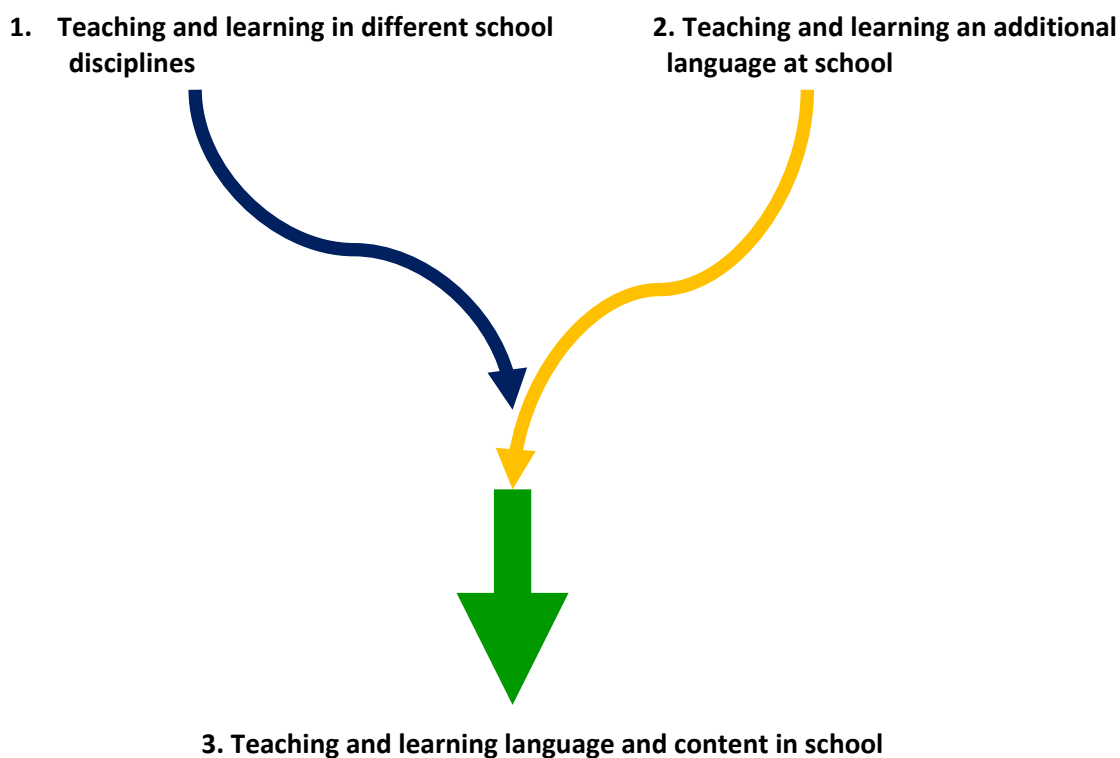 1. Teaching and learning in different school
disciplines
2. Teaching and learning an additional
language at school
3. Teaching and learning language and content in school